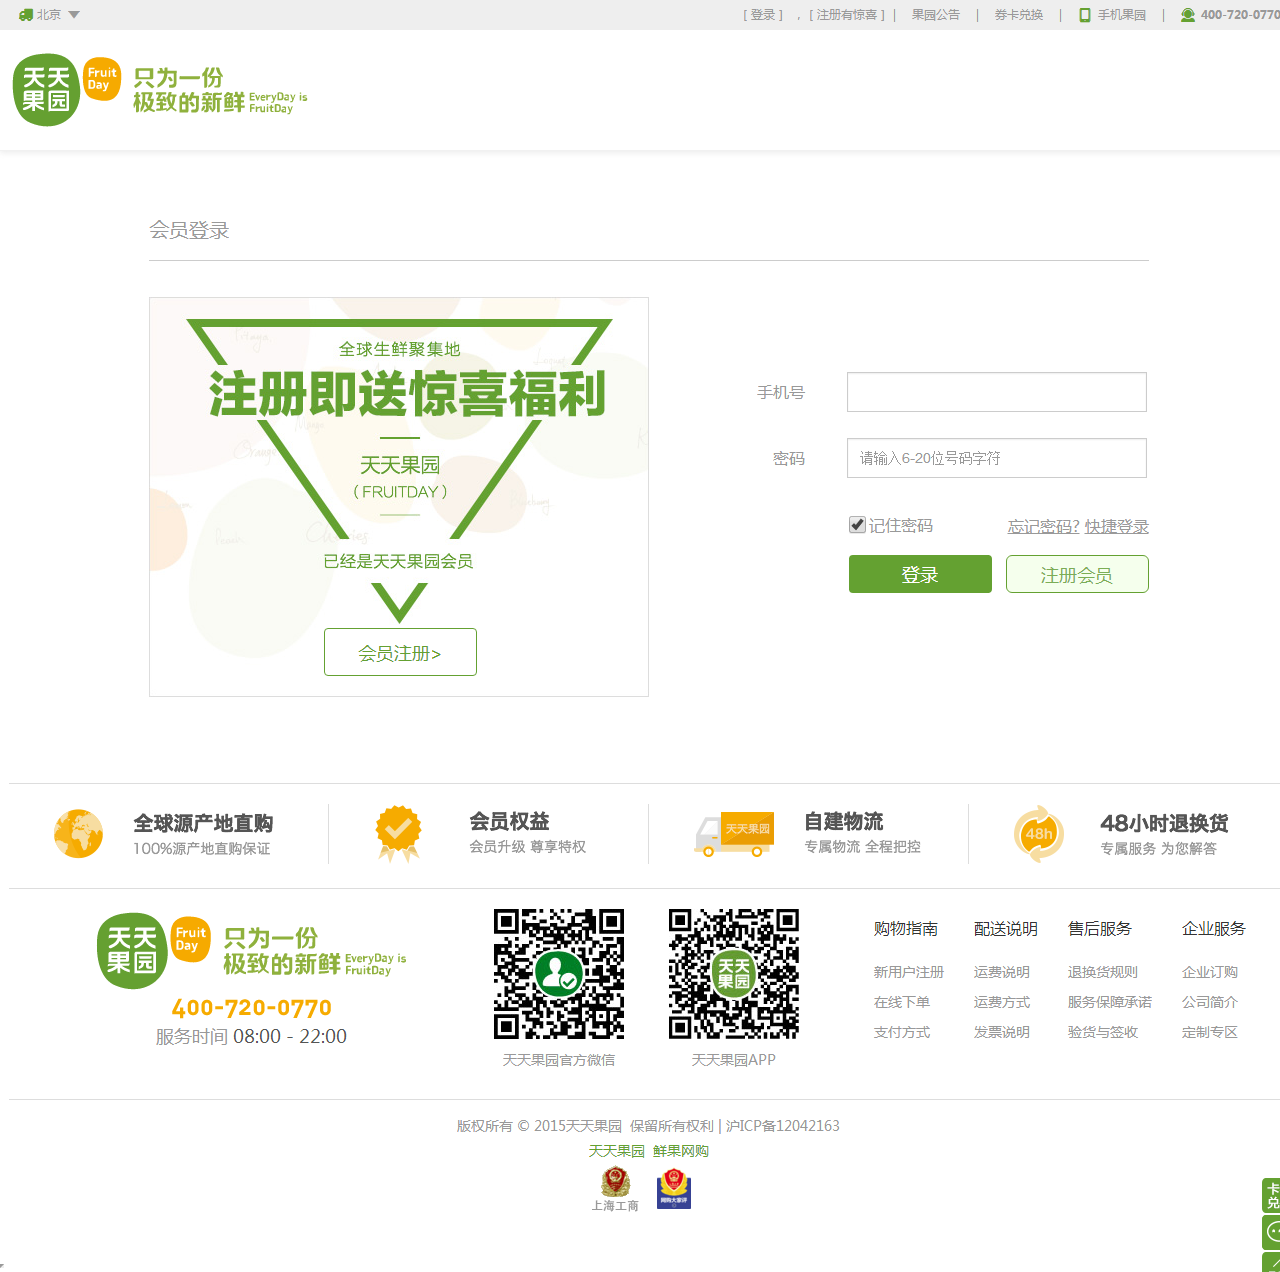 北京
[ 登录 ] , [ 注册有惊喜 ] | 果园公告 | 券卡兑换 | 手机果园 | 400-720-0770
天天果园
Fruit Day
只为一份
极致的新鲜 EveryDay is FruitDay
会员登录
全球生鲜聚集地
注册即送惊喜福利
天天果园
( FRUITDAY )
已经是天天果园会员
会员注册>
手机号
密码 请输入6-20位号码字符
记住密码 忘记密码? 快捷登录
登录 注册会员
全球源产地直购
100%源产地直购保证
会员权益
会员升级 尊享特权
天天果园
自建物流
专属物流 全程把控
48h
48小时退换货
专属服务 为您解答
天天果园
Fruit Day
只为一份
极致的新鲜 EveryDay is FruitDay
400-720-0770
服务时间 08:00 - 22:00
天天果园官方微信
天天果园
天天果园APP
购物指南 配送说明 售后服务 企业服务
新用户注册 运费说明 退换货规则 企业订购
在线下单 运费方式 服务保障承诺 公司简介
支付方式 发票说明 验货与签收 定制专区
版权所有 © 2015天天果园 保留所有权利 | 沪ICP备12042163
天天果园 鲜果网购
上海工商
网购大家评
卡
兑